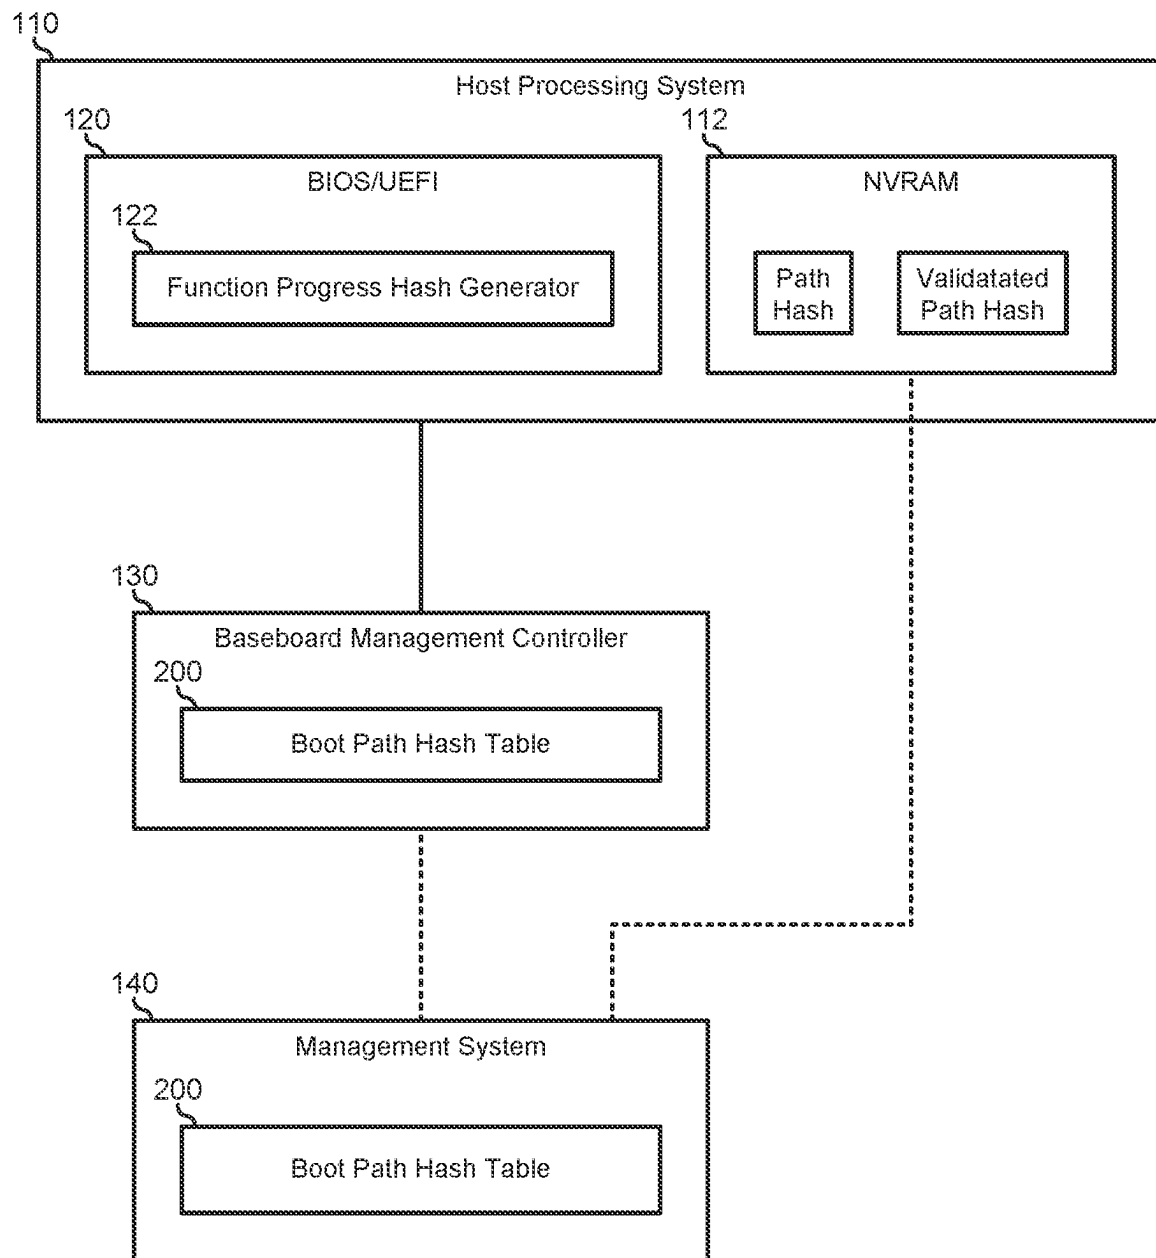 110
Host Processing System
120
BIOS/UEFI
122
Function Progress Hash Generator
112
NVRAM
Path
Hash
Validatated
Path Hash
130
Baseboard Management Controller
200
Boot Path Hash Table
140
Management System
200
Boot Path Hash Table